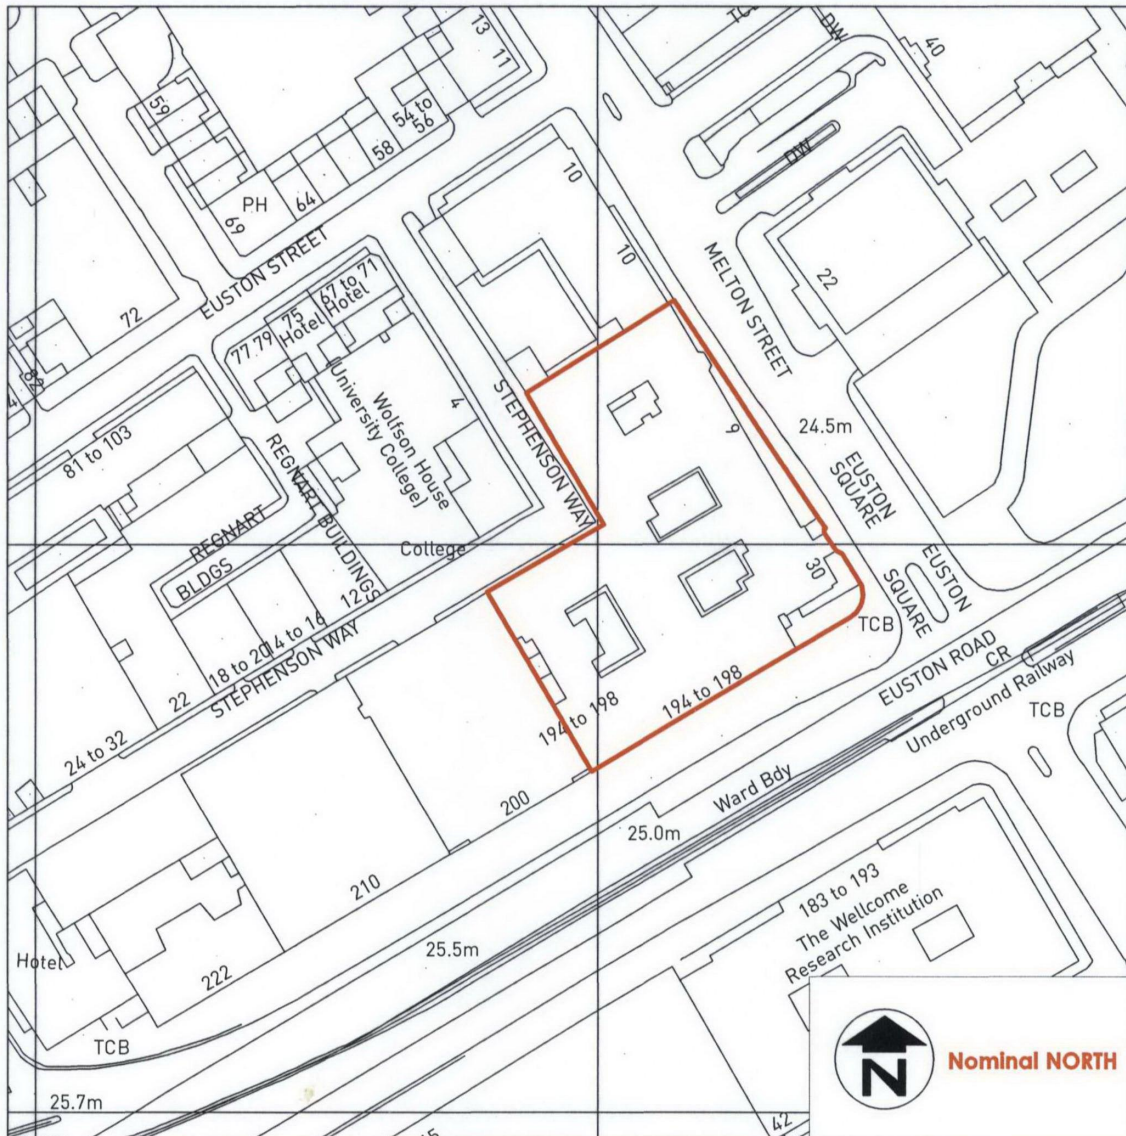 13
11
TC
DW
40
59
54 to
56
58
10
DW
PH
64
69
10
EUSTON STREET
MELTON STREET
22
67 to 71
Hotel
75
Hotel
77 79
72
82
4
STEPHENSON WAY
4
Wolfson House
(University College)
9
24.5m
81 to 103
EUSTON
SQUARE
REGNART BUILDINGS
REGNART
BLDGS
College
EUSTON
SQUARE
30
12
14 to 16
18 to 20
TCB
STEPHENSON WAY
22
EUSTON ROAD
CR
Underground Railway
TCB
194 to 198
194 to 198
24 to 32
Ward Bdy
200
25.0m
210
183 to 193
The Wellcome
Research Institution
25.5m
Hotel
222
TCB
N
Nominal NORTH
25.7m
42